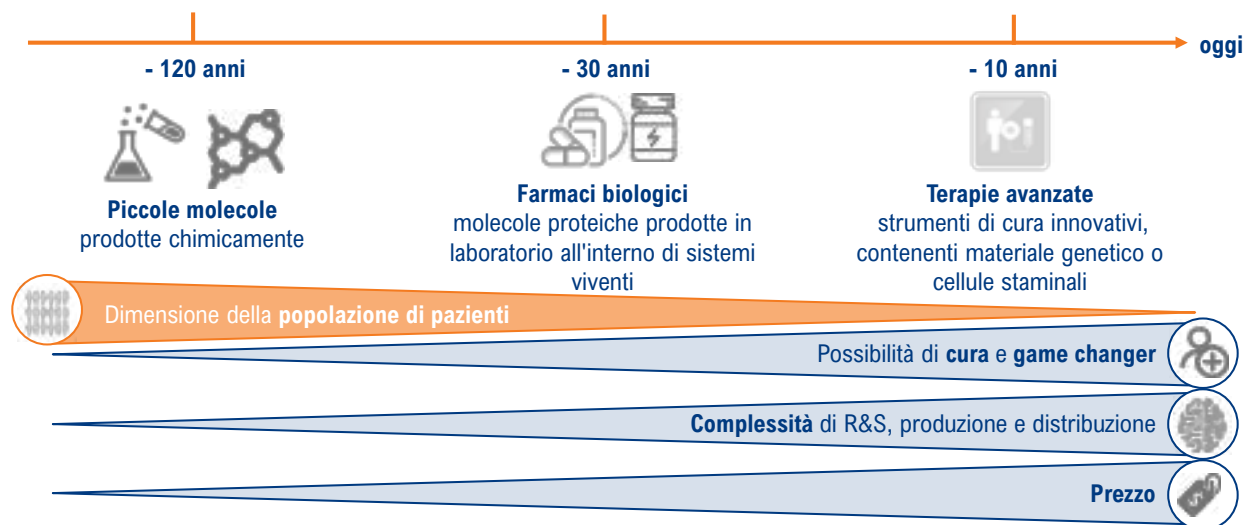 oggi
- 120 anni
- 30 anni
- 10 anni
Piccole molecole
prodotte chimicamente
Farmaci biologici
molecole proteiche prodotte in
laboratorio all'interno di sistemi
viventi
Terapie avanzate
strumenti di cura innovativi,
contenenti materiale genetico o
cellule staminali
Dimensione della popolazione di pazienti
Possibilità di cura e game changer
Complessità di R&S, produzione e distribuzione
Prezzo